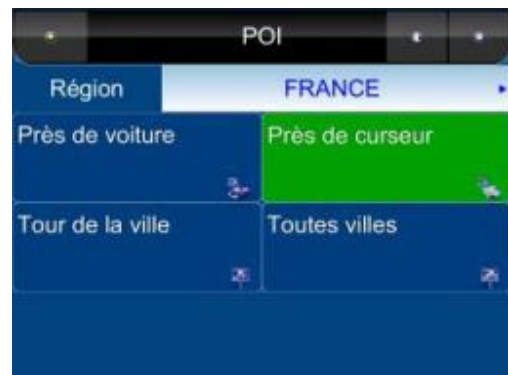 POI
Région FRANCE
Près de voiture Près de curseur
Tour de la ville Toutes villes